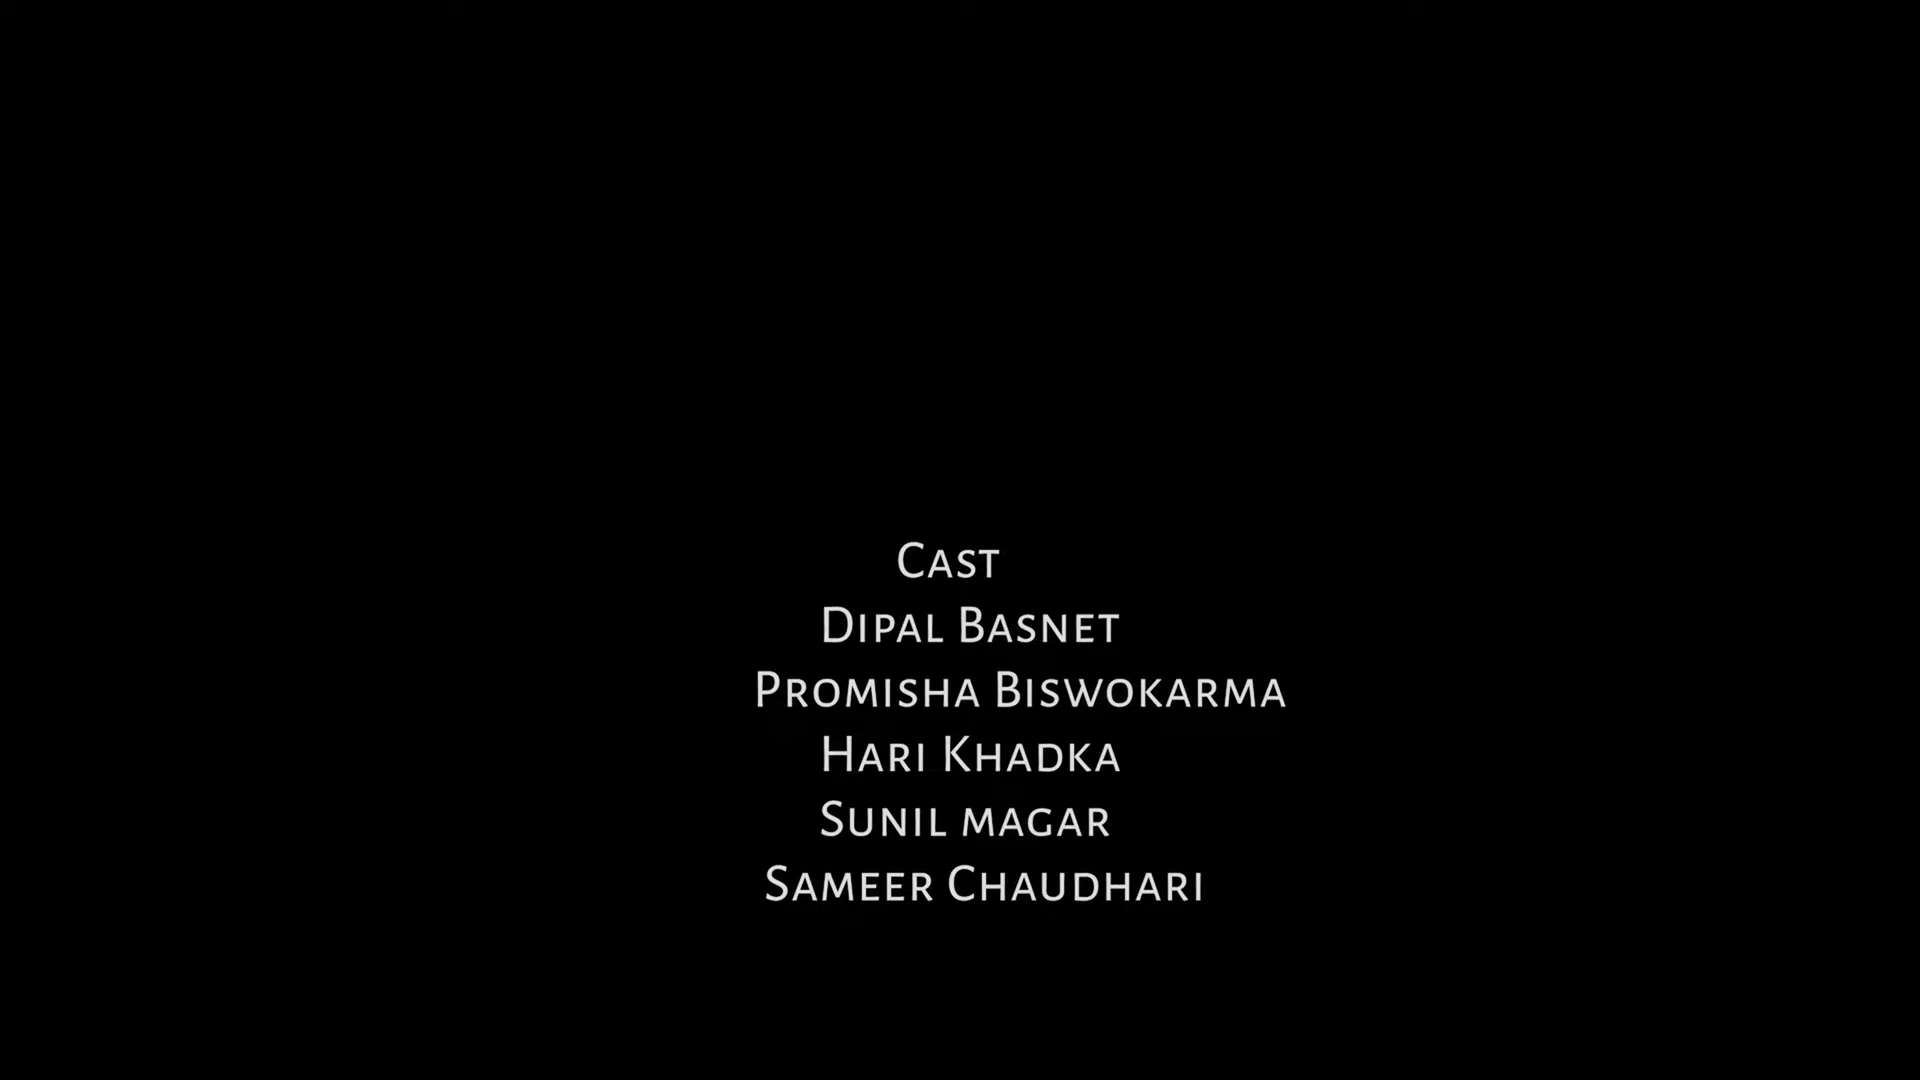 Cast
Dipal Basnet
Promisha Biswokarma
Hari Khadka
Sunil magar
Sameer Chaudhari